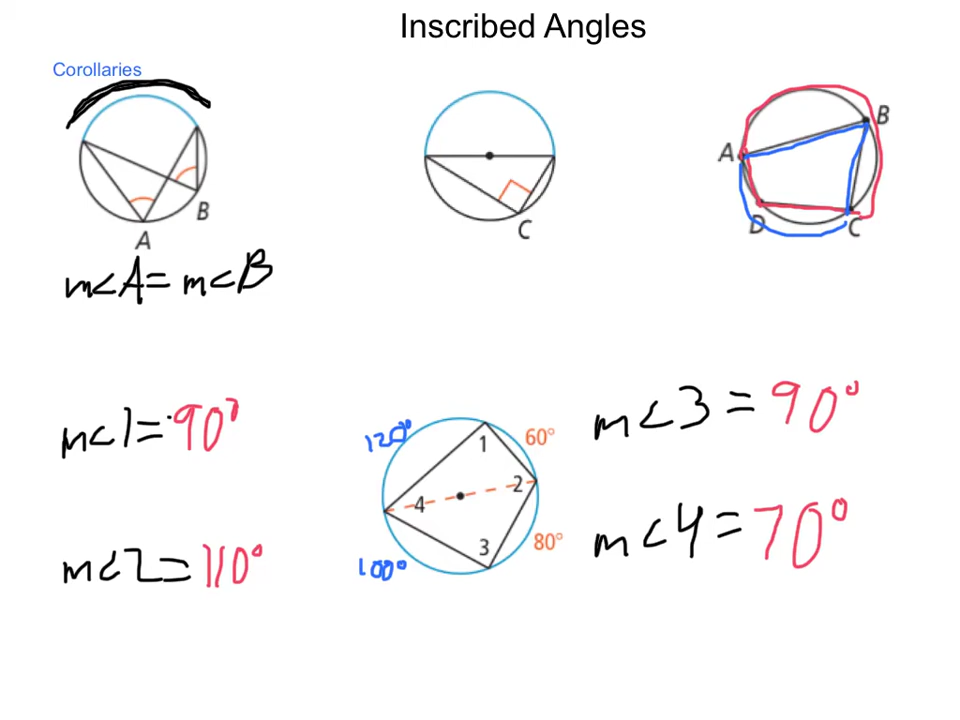 Inscribed Angles
Corollaries
A
B
C
A
B
C
D
m<A = m<B
m<1 = 90°
m<2 = 110°
120°
60°
1
2
4
3
80°
100°
m<3 = 90°
m<4 = 70°